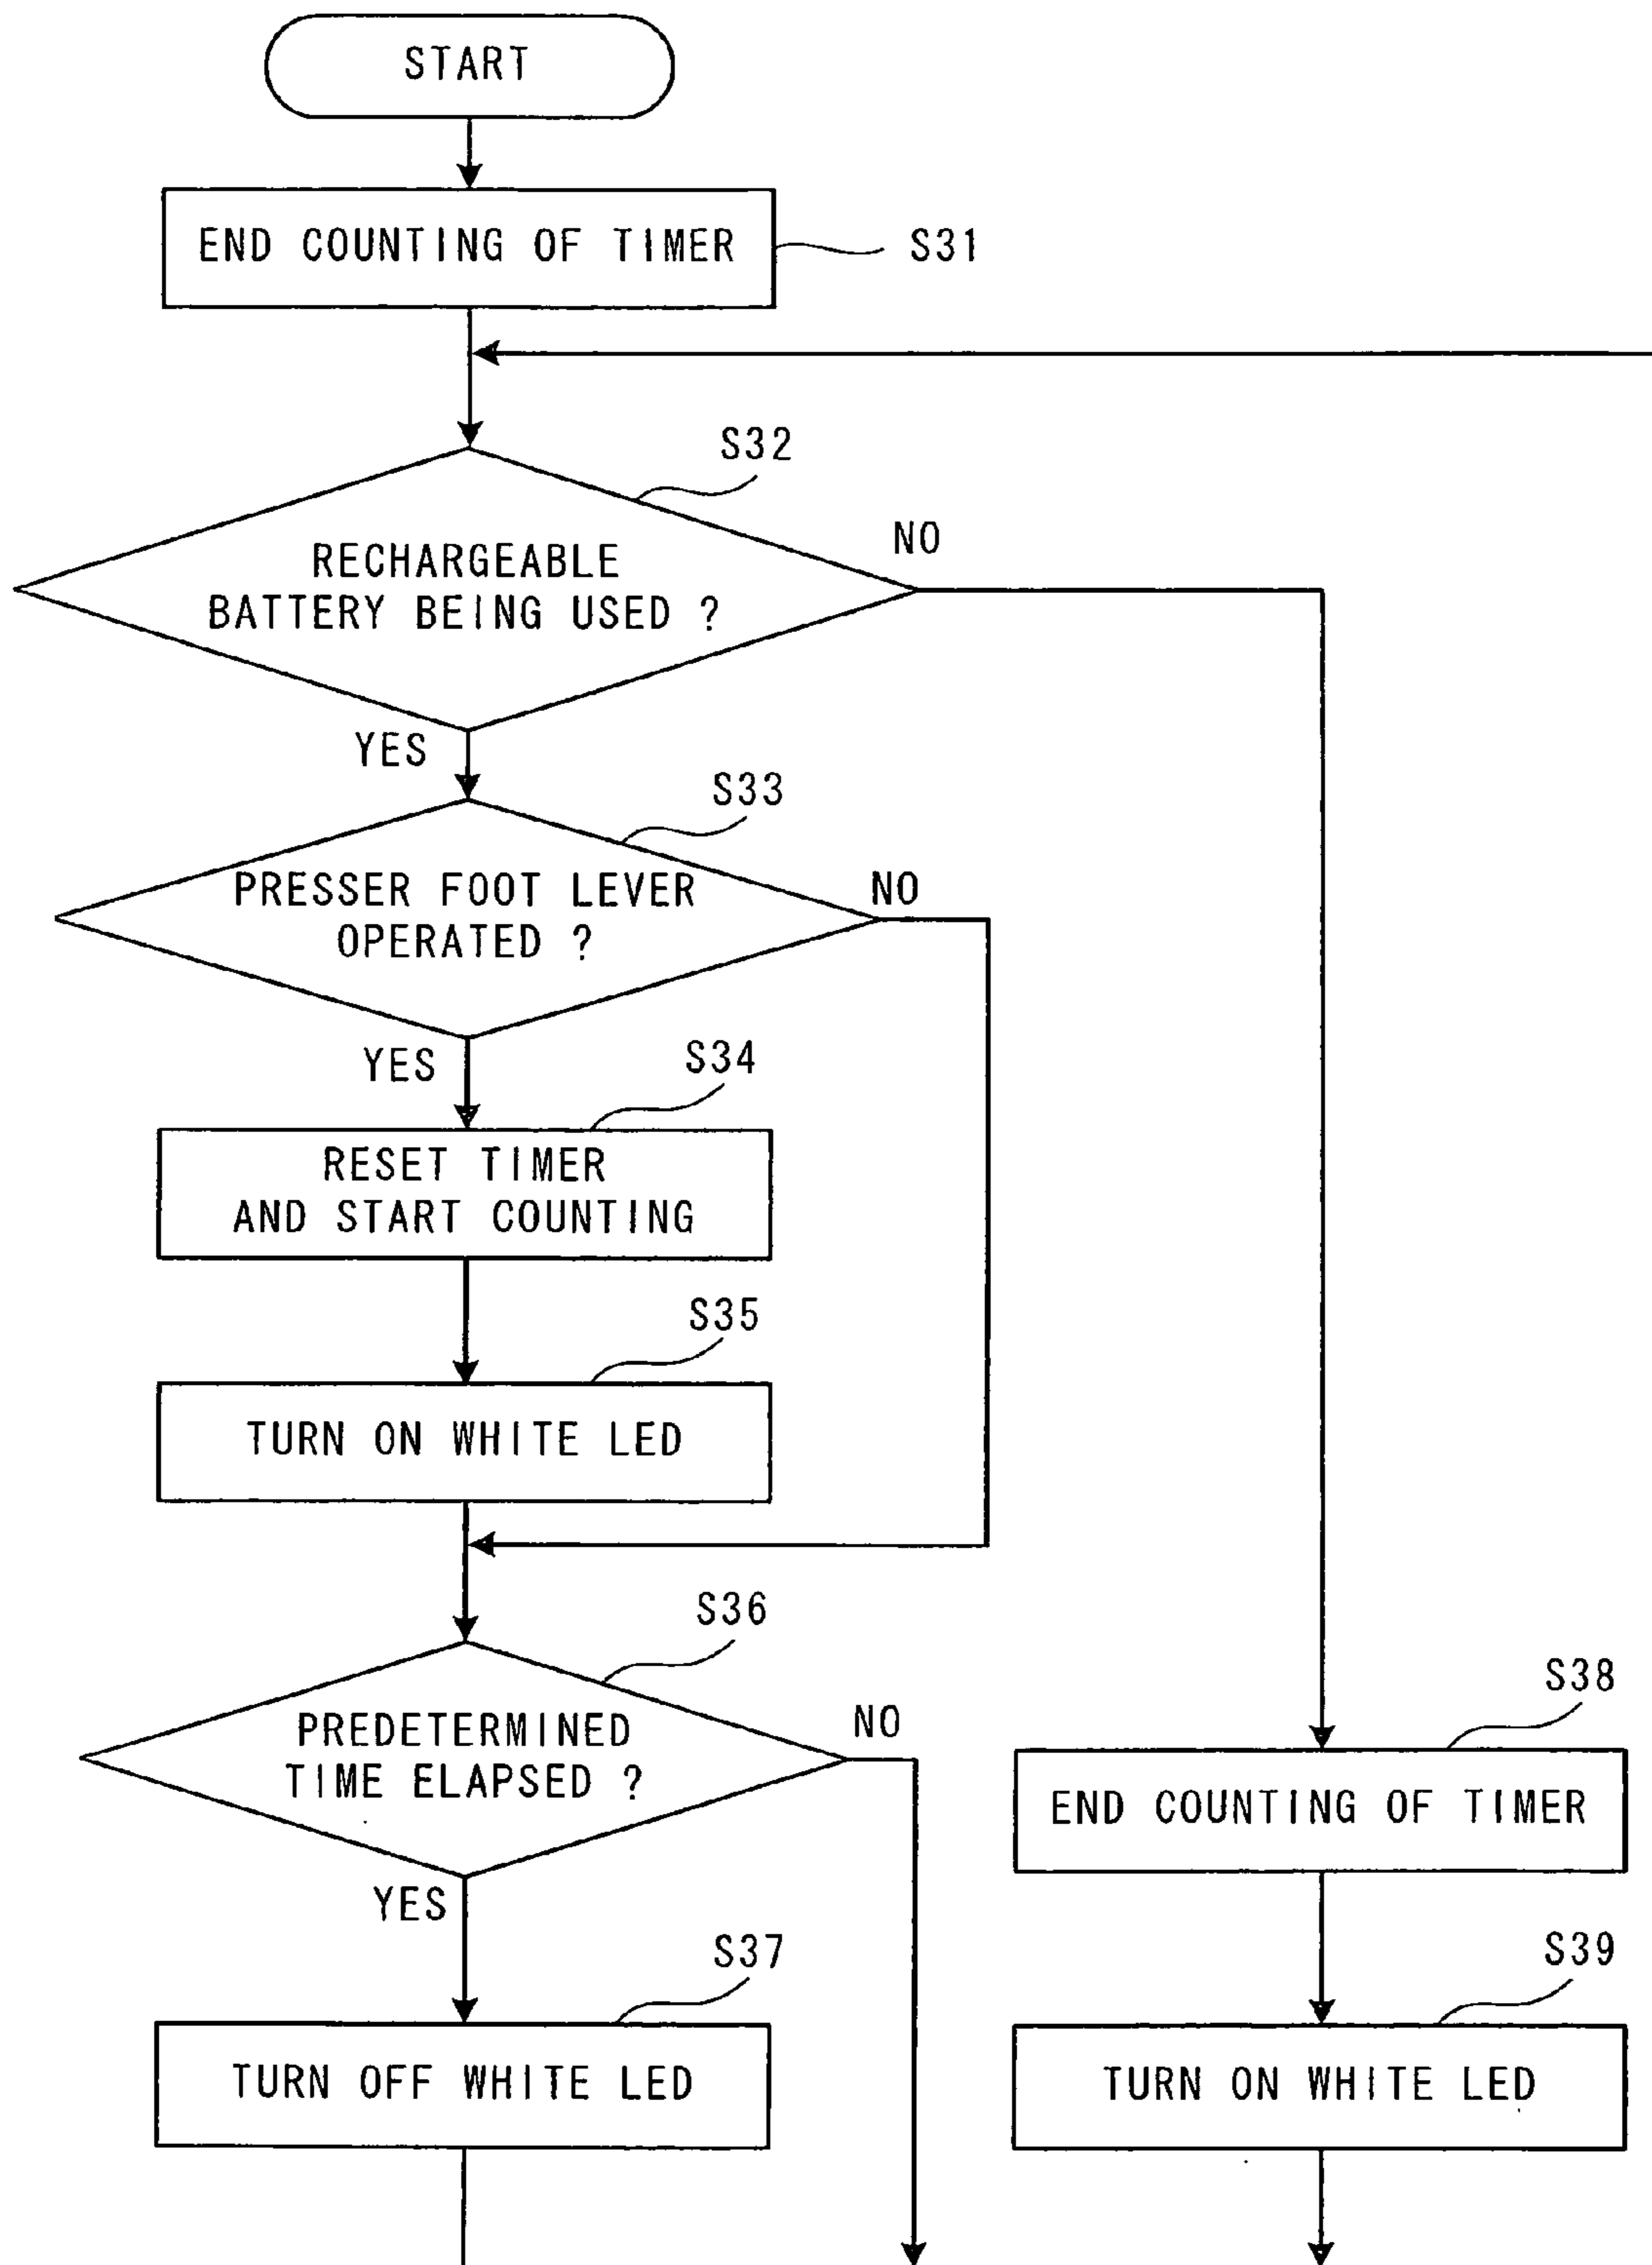 START
END COUNTING OF TIMER
S31
S32
NO
RECHARGEABLE
BATTERY BEING USED ?
YES
S33
PRESSER FOOT LEVER
OPERATED ?
NO
YES
S34
RESET TIMER
AND START COUNTING
S35
TURN ON WHITE LED
S36
PREDETERMINED
TIME ELAPSED ?
NO
YES
S37
TURN OFF WHITE LED
S38
END COUNTING OF TIMER
S39
TURN ON WHITE LED